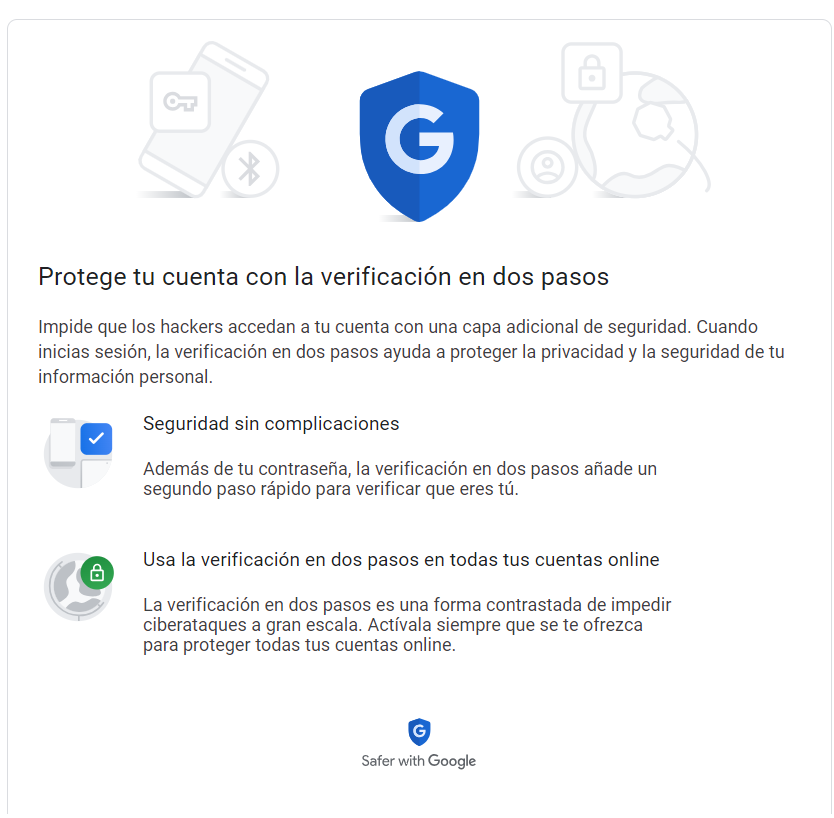 G
Protege tu cuenta con la verificación en dos pasos
Impide que los hackers accedan a tu cuenta con una capa adicional de seguridad. Cuando
inicias sesión, la verificación en dos pasos ayuda a proteger la privacidad y la seguridad de tu
información personal.
Seguridad sin complicaciones
Además de tu contraseña, la verificación en dos pasos añade un
segundo paso rápido para verificar que eres tú.
Usa la verificación en dos pasos en todas tus cuentas online
La verificación en dos pasos es una forma contrastada de impedir
ciberataques a gran escala. Actívala siempre que se te ofrezca
para proteger todas tus cuentas online.
G
Safer with Google